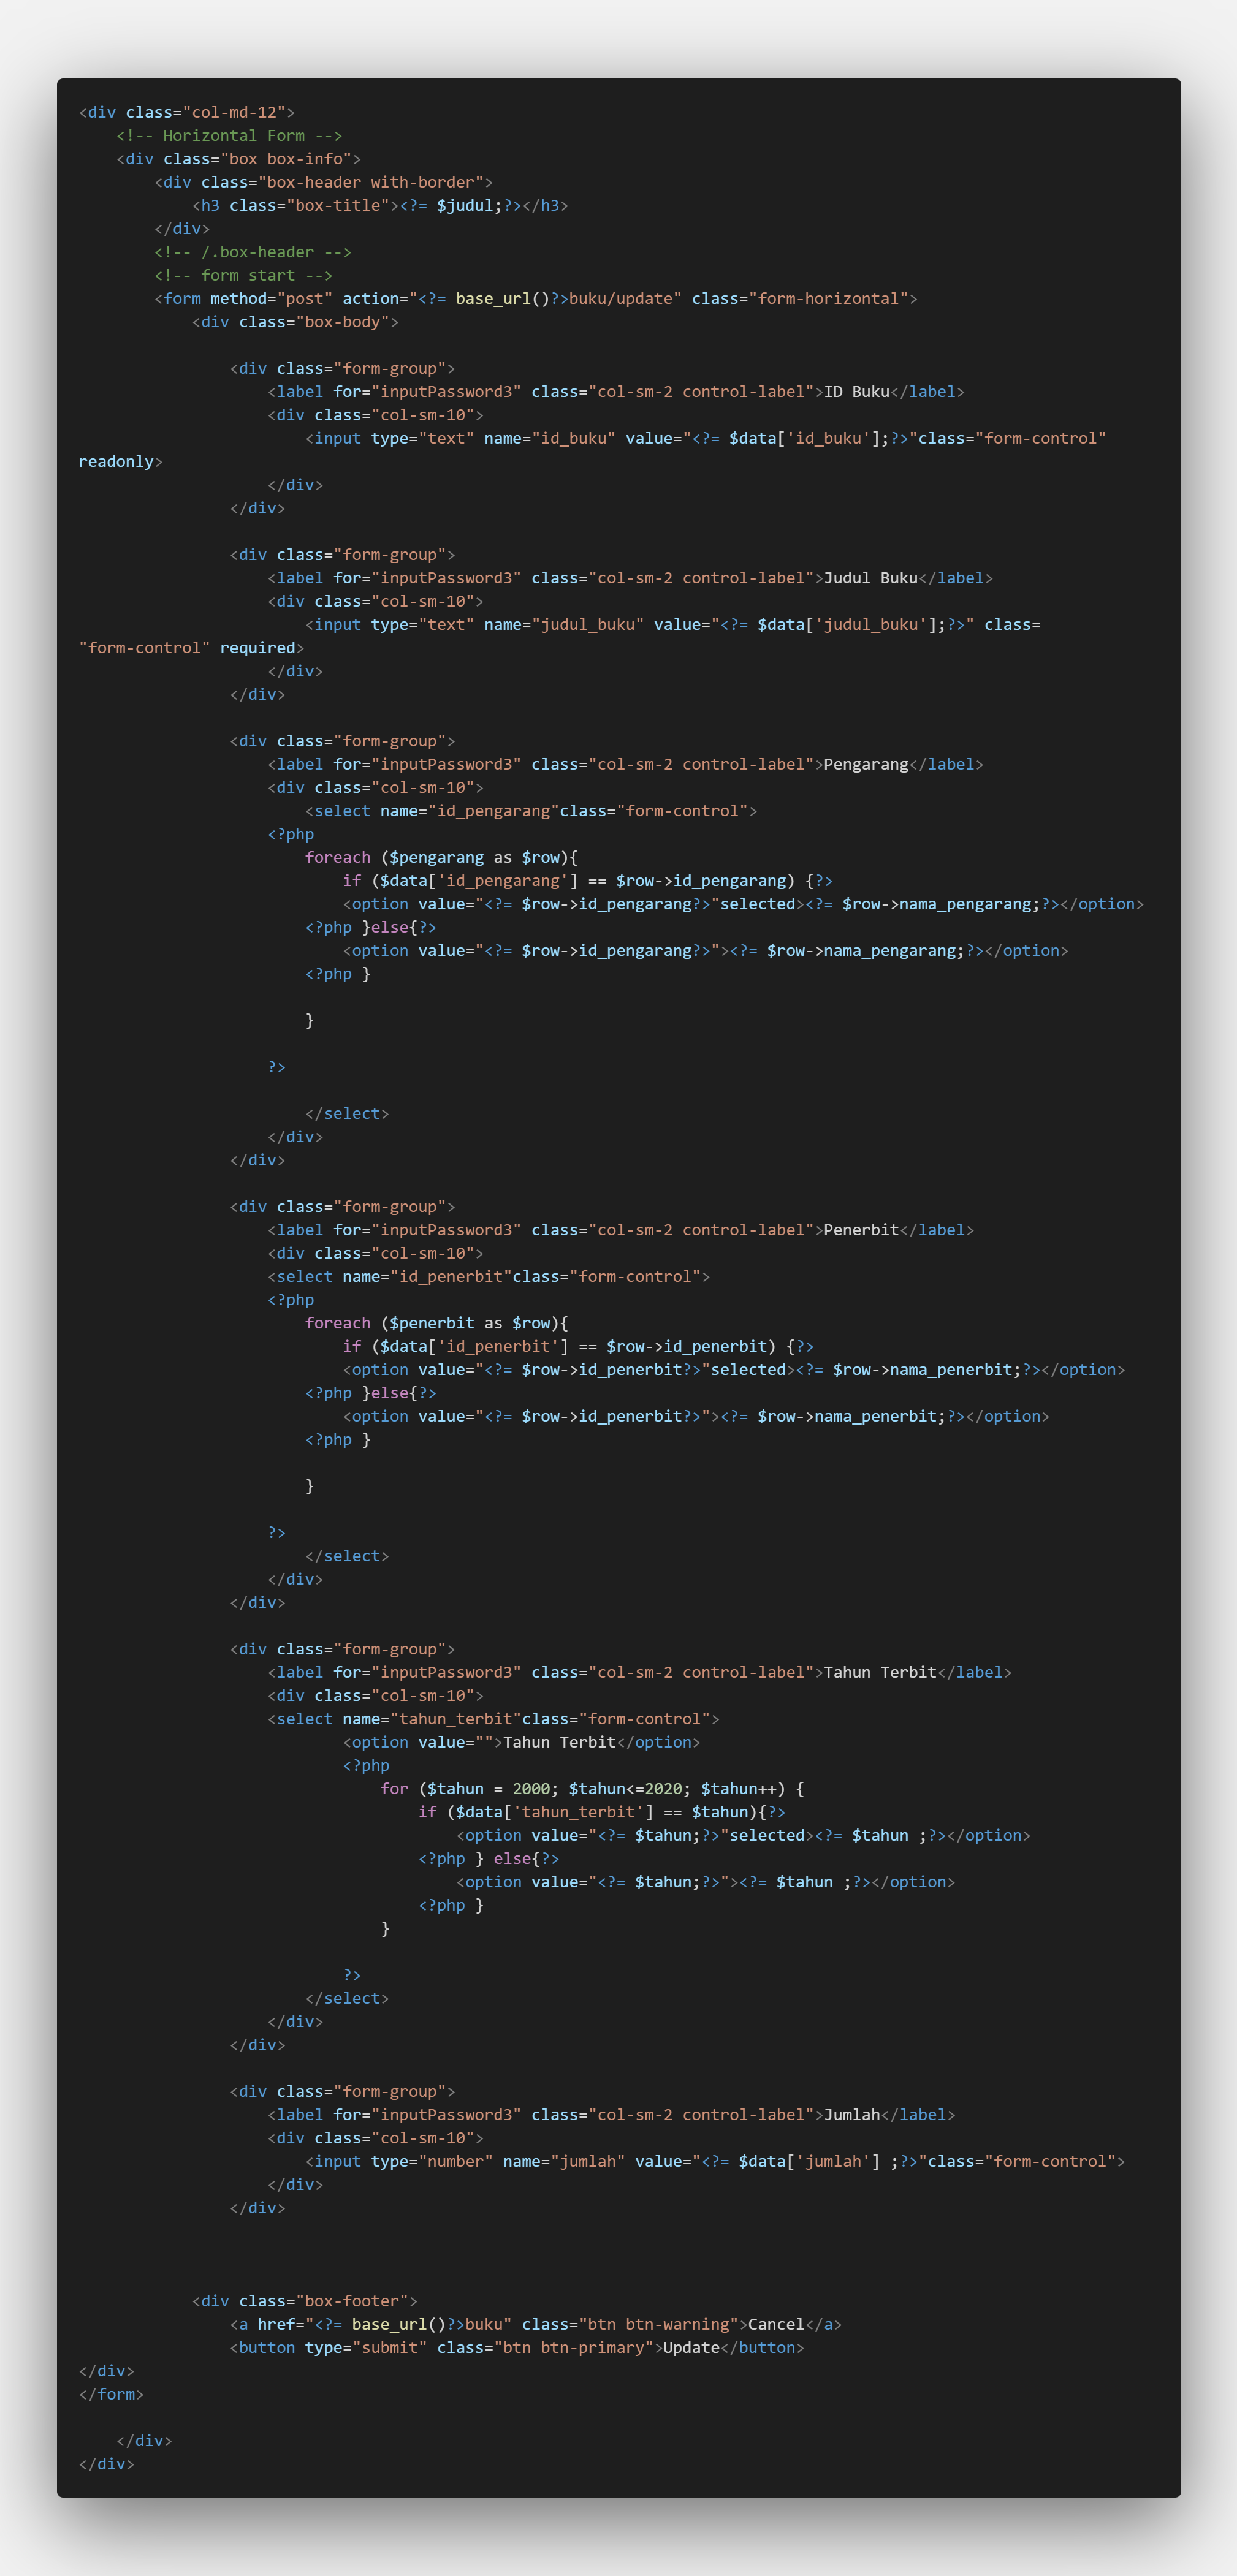 <div class="col-md-12">
    <!-- Horizontal Form -->
    <div class="box box-info">
        <div class="box-header with-border">
            <h3 class="box-title"><?= $judul;?></h3>
        </div>
        <!-- /.box-header -->
        <!-- form start -->
        <form method="post" action="<?= base_url()?>buku/update" class="form-horizontal">
            <div class="box-body">

                <div class="form-group">
                    <label for="inputPassword3" class="col-sm-2 control-label">ID Buku</label>
                    <div class="col-sm-10">
                        <input type="text" name="id_buku" value="<?= $data['id_buku'];?>"class="form-control"
readonly>
                    </div>
                </div>

                <div class="form-group">
                    <label for="inputPassword3" class="col-sm-2 control-label">Judul Buku</label>
                    <div class="col-sm-10">
                        <input type="text" name="judul_buku" value="<?= $data['judul_buku'];?>" class=
"form-control" required>
                    </div>
                </div>

                <div class="form-group">
                    <label for="inputPassword3" class="col-sm-2 control-label">Pengarang</label>
                    <div class="col-sm-10">
                        <select name="id_pengarang"class="form-control">
                    <?php
                        foreach ($pengarang as $row){
                            if ($data['id_pengarang'] == $row->id_pengarang) {?>
                            <option value="<?= $row->id_pengarang?>"selected><?= $row->nama_pengarang;?></option>
                        <?php }else{?>
                            <option value="<?= $row->id_pengarang?>"><?= $row->nama_pengarang;?></option>
                        <?php }

                        }

                    ?>

                        </select>
                    </div>
                </div>

                <div class="form-group">
                    <label for="inputPassword3" class="col-sm-2 control-label">Penerbit</label>
                    <div class="col-sm-10">
                    <select name="id_penerbit"class="form-control">
                    <?php
                        foreach ($penerbit as $row){
                            if ($data['id_penerbit'] == $row->id_penerbit) {?>
                            <option value="<?= $row->id_penerbit?>"selected><?= $row->nama_penerbit;?></option>
                        <?php }else{?>
                            <option value="<?= $row->id_penerbit?>"><?= $row->nama_penerbit;?></option>
                        <?php }

                        }

                    ?>
                        </select>
                    </div>
                </div>

                <div class="form-group">
                    <label for="inputPassword3" class="col-sm-2 control-label">Tahun Terbit</label>
                    <div class="col-sm-10">
                    <select name="tahun_terbit"class="form-control">
                            <option value="">Tahun Terbit</option>
                            <?php
                                for ($tahun = 2000; $tahun<=2020; $tahun++) {
                                    if ($data['tahun_terbit'] == $tahun){?>
                                        <option value="<?= $tahun;?>"selected><?= $tahun ;?></option>
                                    <?php } else{?>
                                        <option value="<?= $tahun;?>"><?= $tahun ;?></option>
                                    <?php }
                                }

                            ?>
                        </select>
                    </div>
                </div>

                <div class="form-group">
                    <label for="inputPassword3" class="col-sm-2 control-label">Jumlah</label>
                    <div class="col-sm-10">
                        <input type="number" name="jumlah" value="<?= $data['jumlah'] ;?>"class="form-control">
                    </div>
                </div>



            <div class="box-footer">
                <a href="<?= base_url()?>buku" class="btn btn-warning">Cancel</a>
                <button type="submit" class="btn btn-primary">Update</button>
</div>
</form>

    </div>
</div>